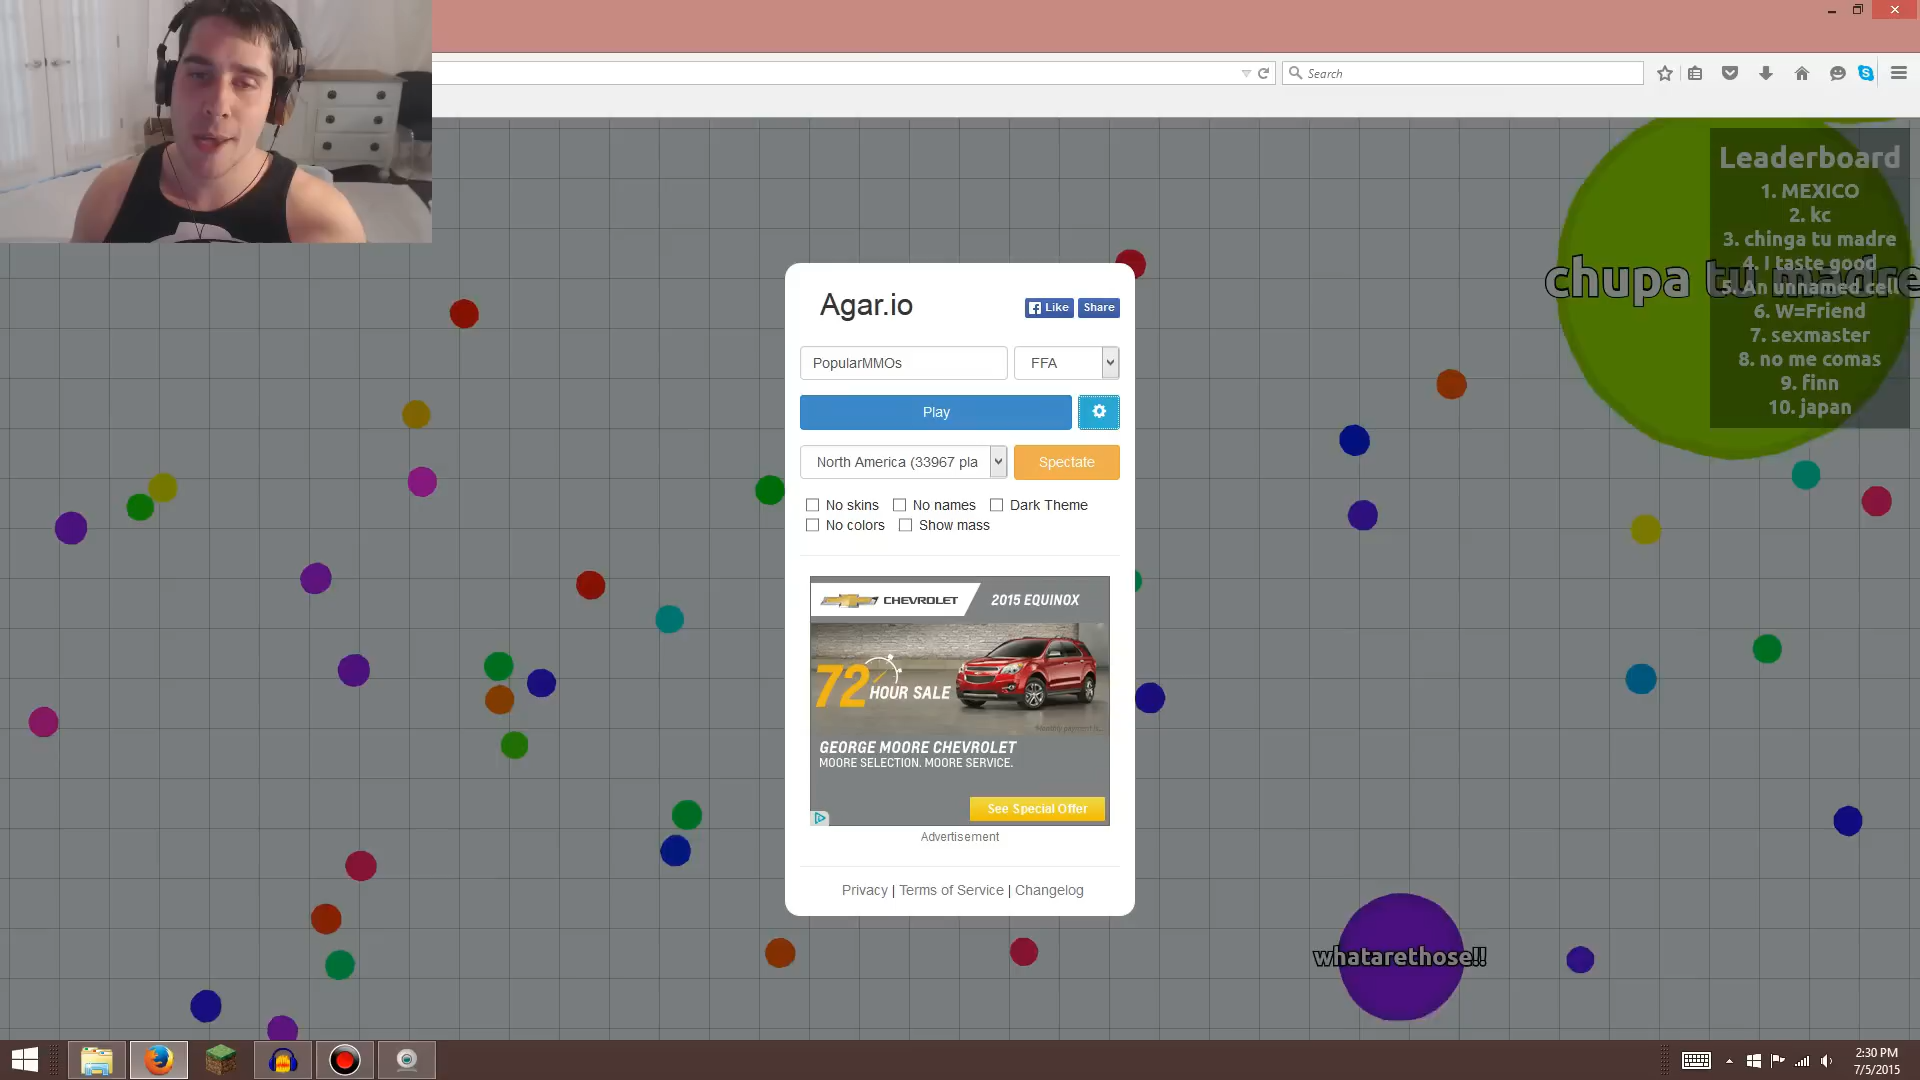 Search
Leaderboard
1. MEXICO
2. kc
3. chinga tu madre
4. I taste good
5. An unnamed cell
6. W=Friend
7. sexmaster
8. no me comas
9. finn
10. japan
chupa tu madre
Agar.io
Like
Share
PopularMMOs
FFA
Play
North America (33967 pla
Spectate
No skins
No names
Dark Theme
No colors
Show mass
CHEVROLET
2015 EQUINOX
72
HOUR SALE
GEORGE MOORE CHEVROLET
MOORE SELECTION. MOORE SERVICE.
See Special Offer
Advertisement
Privacy | Terms of Service | Changelog
whatarethose!!
2:30 PM
7/5/2015